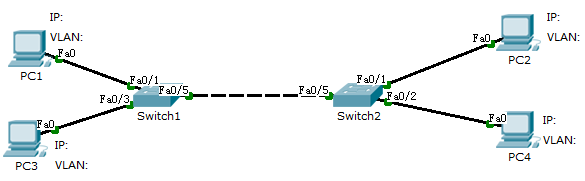 IP:
VLAN:
Fa0
PC1
Fa0/1
Fa0/5
Fa0/3
Switch1
Fa0
PC3
IP:
VLAN:
Fa0/5
Fa0/1
Fa0/2
Switch2
Fa0
PC2
IP:
VLAN:
Fa0
PC4
IP:
VLAN: